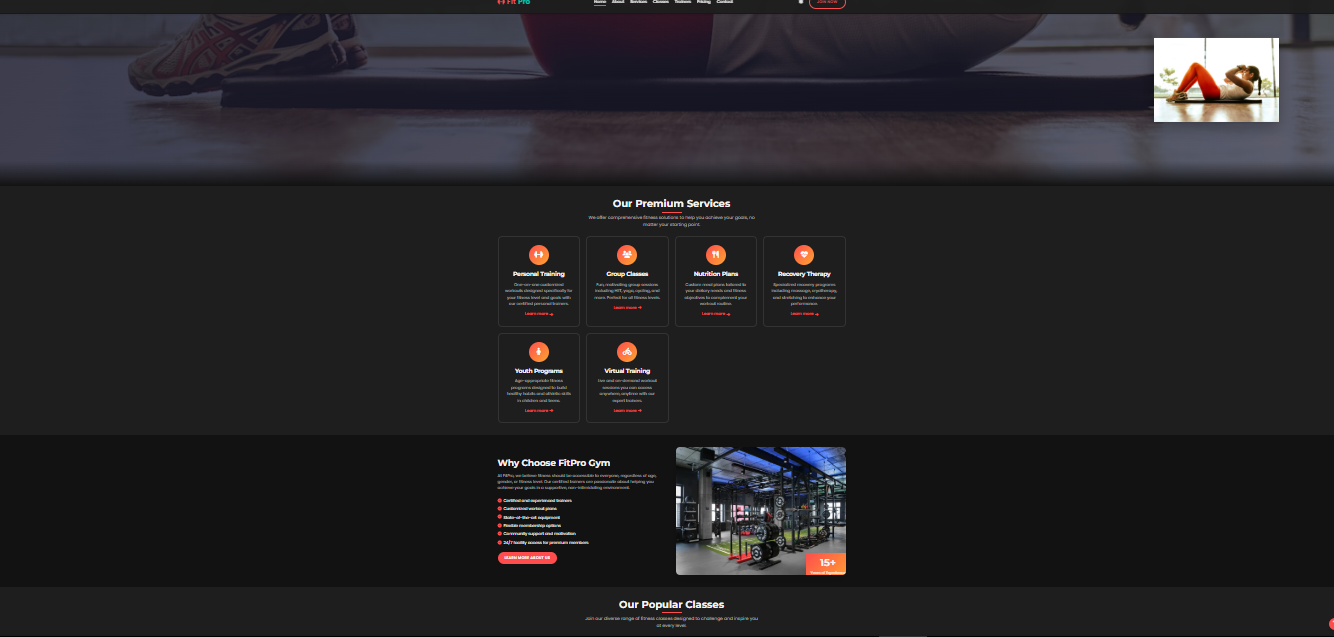 Fit Pro
Home About Services Classes Trainers Pricing Contact
JOIN NOW
Our Premium Services
We offer comprehensive fitness solutions to help you achieve your goals, no
matter your starting point.
Personal Training
One-on-one customized
workouts designed specifically for
your fitness level and goals with
our certified personal trainers.
Learn more →
Group Classes
Fun, motivating group sessions
including HIIT, yoga, cycling, and
more. Perfect for all fitness levels.
Learn more →
Nutrition Plans
Custom meal plans tailored to
your dietary needs and fitness
objectives to complement your
workout routine.
Learn more →
Recovery Therapy
Specialized recovery programs
including massage, cryotherapy,
and stretching to enhance your
performance.
Learn more →
Youth Programs
Age-appropriate fitness
programs designed to build
healthy habits and athletic skills
in children and teens.
Learn more →
Virtual Training
Live and on-demand workout
sessions you can access
anywhere, anytime with our
expert trainers.
Learn more →
Why Choose FitPro Gym
At FitPro, we believe fitness should be accessible to everyone, regardless of age,
gender, or fitness level. Our certified trainers are passionate about helping you
achieve your goals in a supportive, non-intimidating environment.
Certified and experienced trainers
Customized workout plans
State-of-the-art equipment
Flexible membership options
Community support and motivation
24/7 facility access for premium members
LEARN MORE ABOUT US
15+
Our Popular Classes
Join our diverse range of fitness classes designed to challenge and inspire you
at every level.